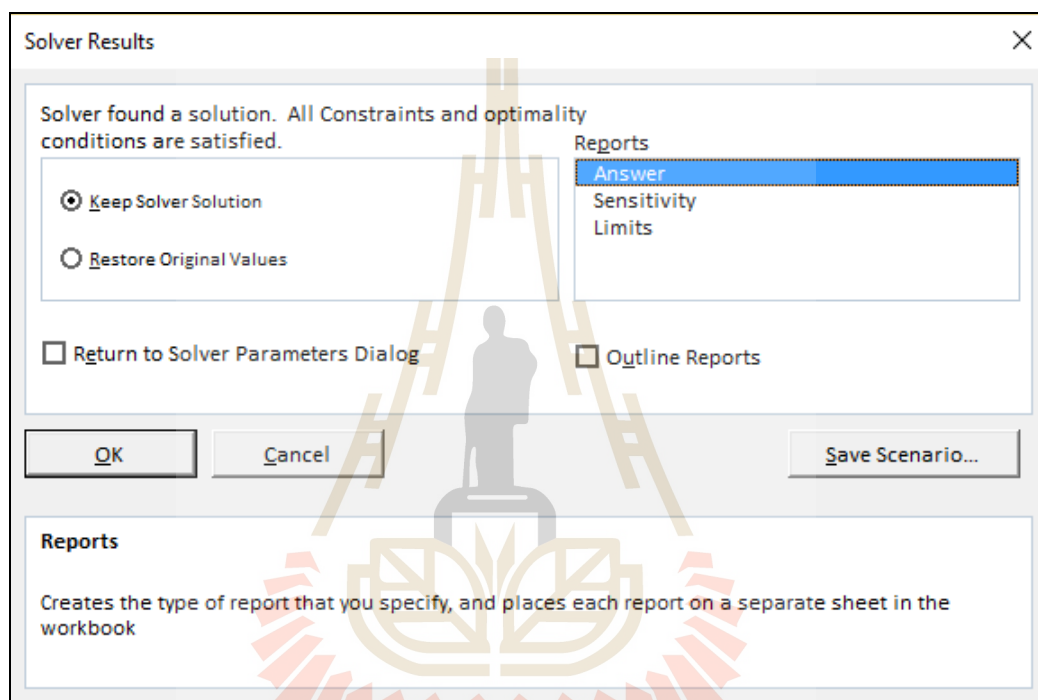 Solver Results
Solver found a solution. All Constraints and optimality
conditions are satisfied.
Reports
Answer
Sensitivity
Limits
Keep Solver Solution
Restore Original Values
Return to Solver Parameters Dialog
Outline Reports
OK
Cancel
Save Scenario...
Reports
Creates the type of report that you specify, and places each report on a separate sheet in the
workbook